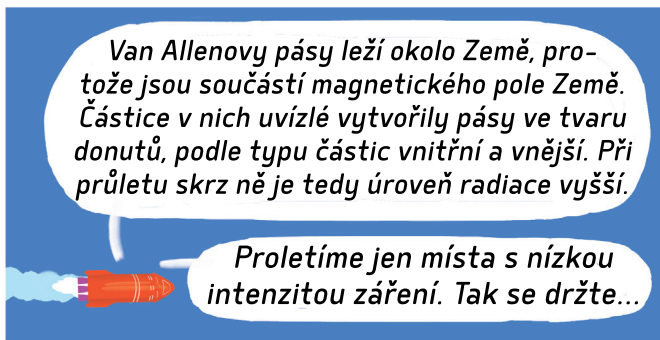 Van Allenovy pásy leží okolo Země, pro-
tože jsou součástí magnetického pole Země.
Částice v nich uvízlé vytvořily pásy ve tvaru
donutů, podle typu částic vnitřní a vnější. Při
průletu skrz ně je tedy úroveň radiace vyšší.
Proletíme jen místa s nízkou
intenzitou záření. Tak se držte...